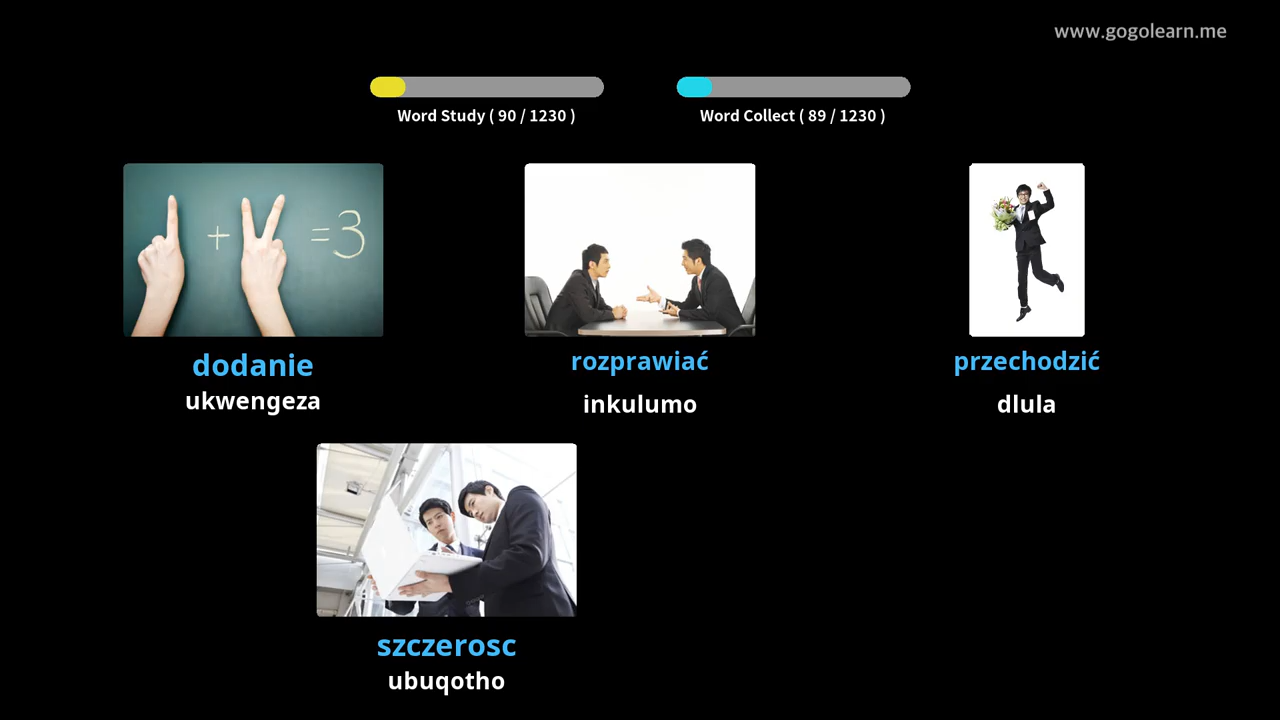 www.gogolearn.me
Word Study ( 90 / 1230 )
Word Collect ( 89 / 1230 )
+ =3
dodanie
ukwengeza
rozprawiać
inkulumo
przechodzić
dlula
szczerosc
ubuqotho